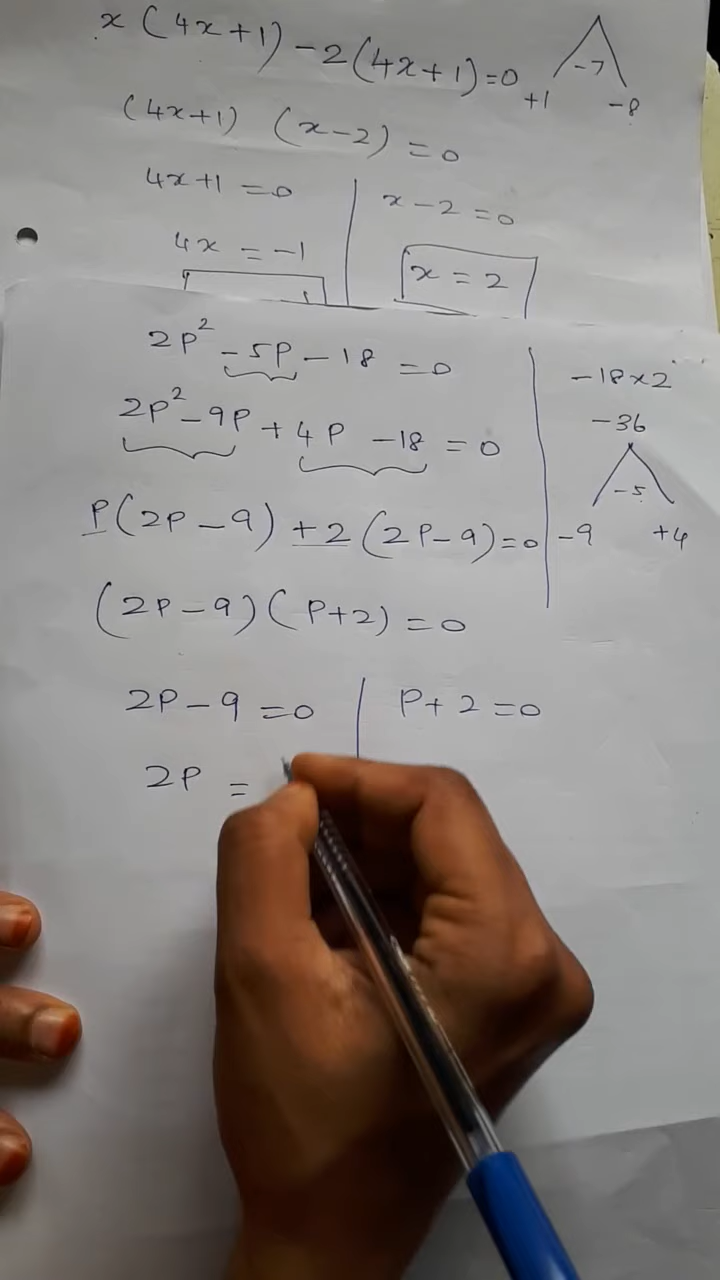 x (4x+1) -2(4x+1)=0
-7
+1 -8
(4x+1) (x-2) =0
4x+1 =0
x-2=0
4x = -1
x = 2
2P² -5P -18 =0
-18×2
2P² -9P +4P -18 =0
-36
-5
P(2P-9) +2(2P-9)=0
-9 +4
(2P-9)(P+2) =0
2P-9 =0
P+2=0
2P =